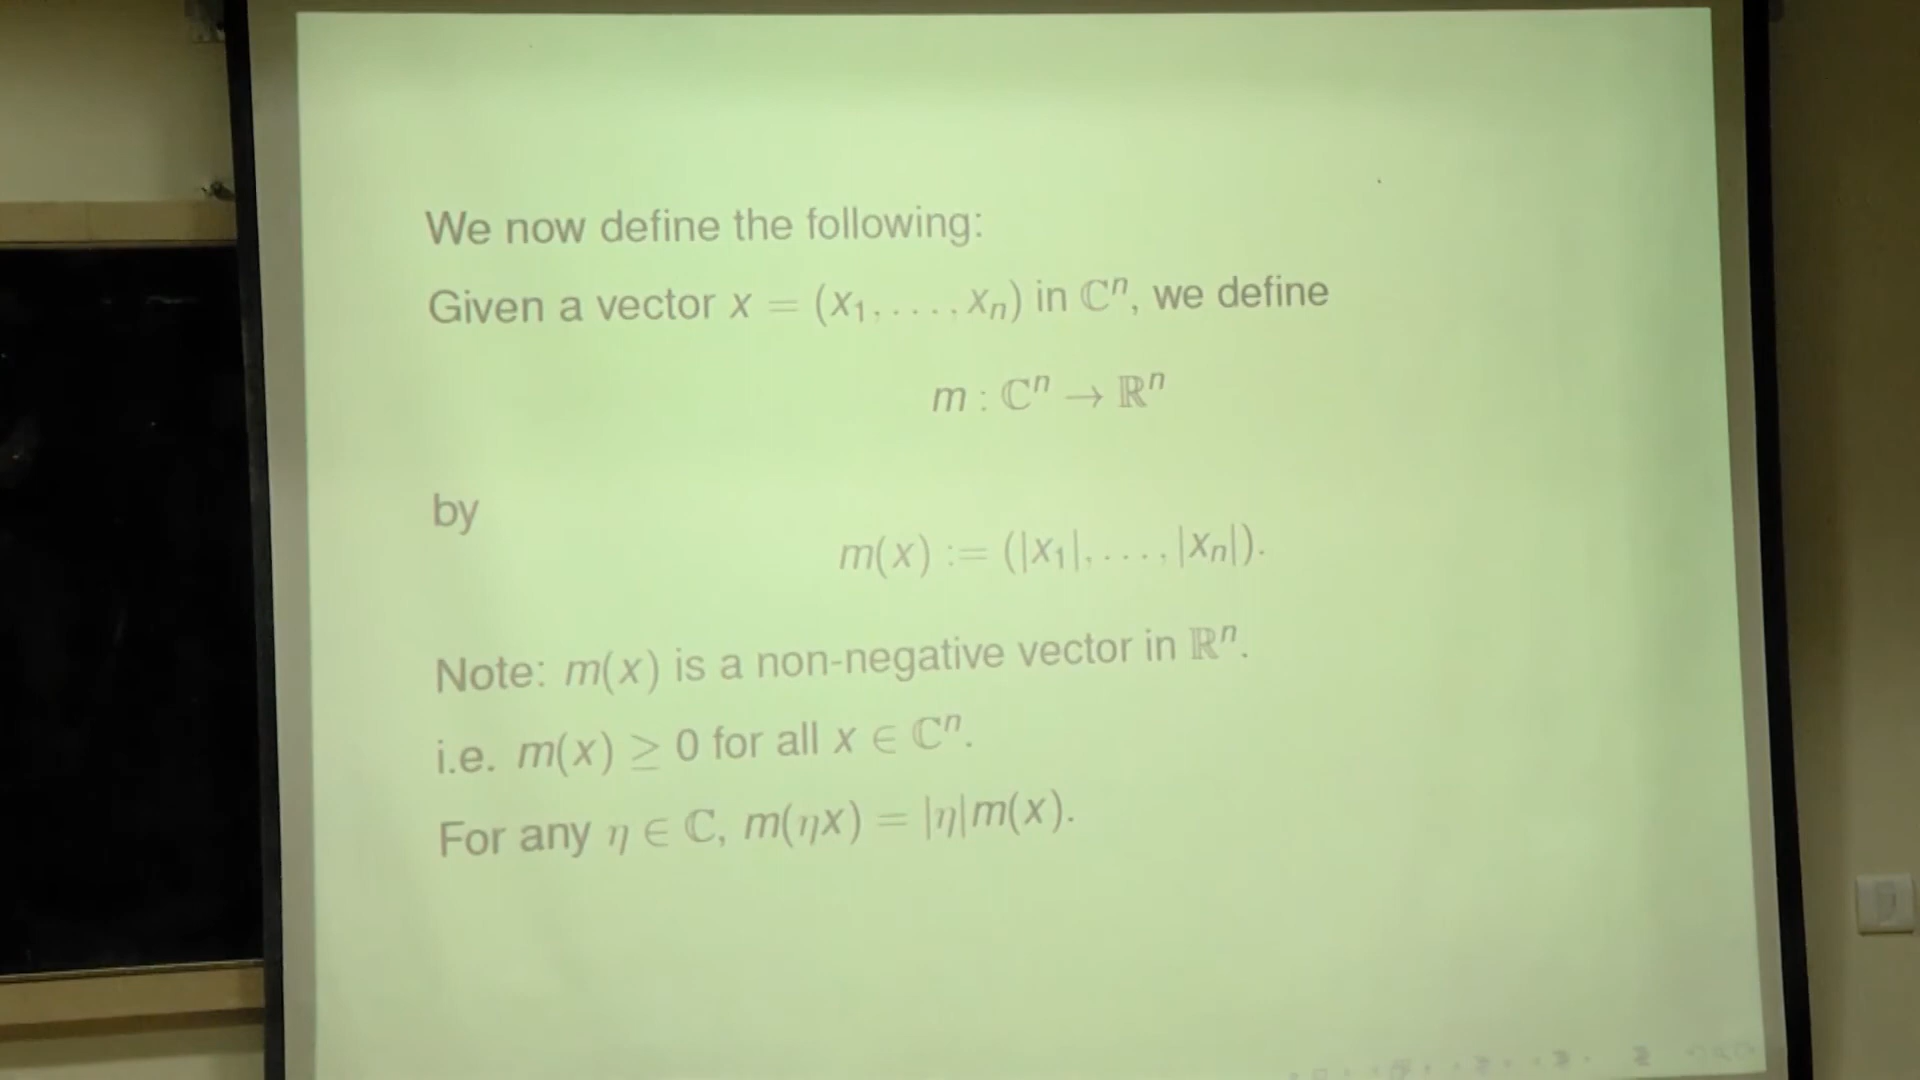 We now define the following:
Given a vector x = (x₁, . . . , xₙ) in ℂⁿ, we define
m : ℂⁿ → ℝⁿ
by
m(x) := (|x₁|, . . . , |xₙ|).
Note: m(x) is a non-negative vector in ℝⁿ.
i.e. m(x) ≥ 0 for all x ∈ ℂⁿ.
For any η ∈ ℂ, m(ηx) = |η|m(x).